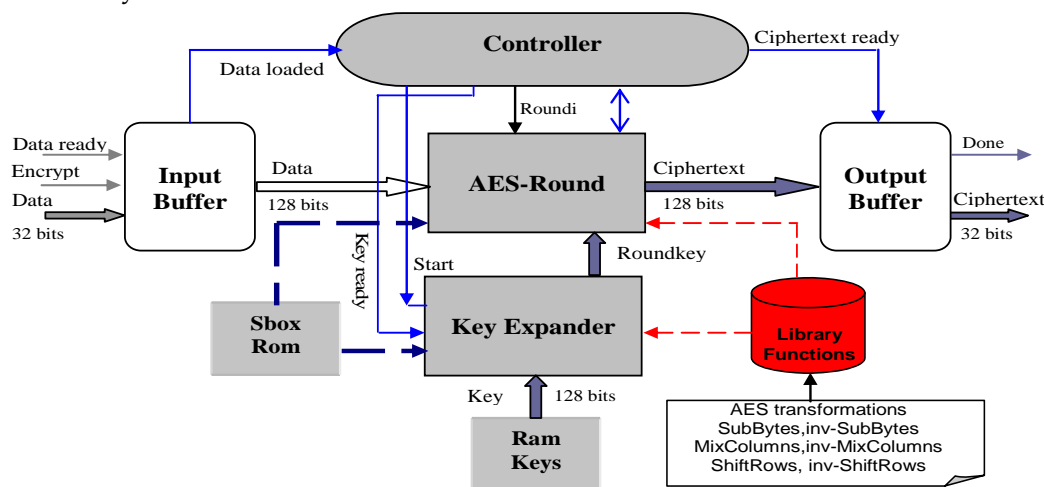 Controller
Ciphertext ready
Data loaded
Roundi
Data ready
Encrypt
Data
32 bits
Input
Buffer
Data
128 bits
AES-Round
Ciphertext
128 bits
Output
Buffer
Done
Ciphertext
32 bits
Key ready
Start
Roundkey
Sbox
Rom
Key Expander
Library
Functions
Key
128 bits
Ram
Keys
AES transformations
SubBytes,inv-SubBytes
MixColumns,inv-MixColumns
ShiftRows, inv-ShiftRows